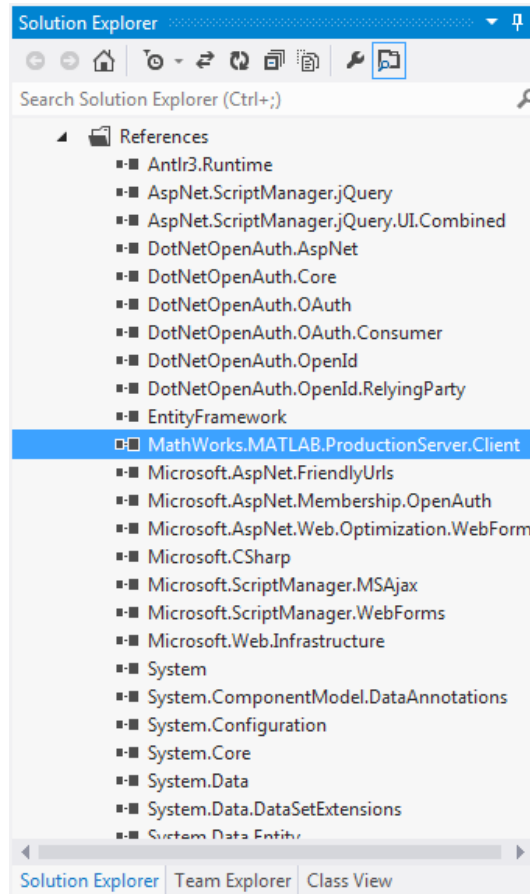 Solution Explorer
Search Solution Explorer (Ctrl+;)
References
Antlr3.Runtime
AspNet.ScriptManager.jQuery
AspNet.ScriptManager.jQuery.UI.Combined
DotNetOpenAuth.AspNet
DotNetOpenAuth.Core
DotNetOpenAuth.OAuth
DotNetOpenAuth.OAuth.Consumer
DotNetOpenAuth.OpenId
DotNetOpenAuth.OpenId.RelyingParty
EntityFramework
MathWorks.MATLAB.ProductionServer.Client
Microsoft.AspNet.FriendlyUrls
Microsoft.AspNet.Membership.OpenAuth
Microsoft.AspNet.Web.Optimization.WebForm
Microsoft.CSharp
Microsoft.ScriptManager.MSAjax
Microsoft.ScriptManager.WebForms
Microsoft.Web.Infrastructure
System
System.ComponentModel.DataAnnotations
System.Configuration
System.Core
System.Data
System.Data.DataSetExtensions
System.Data.Entity
Solution Explorer Team Explorer Class View